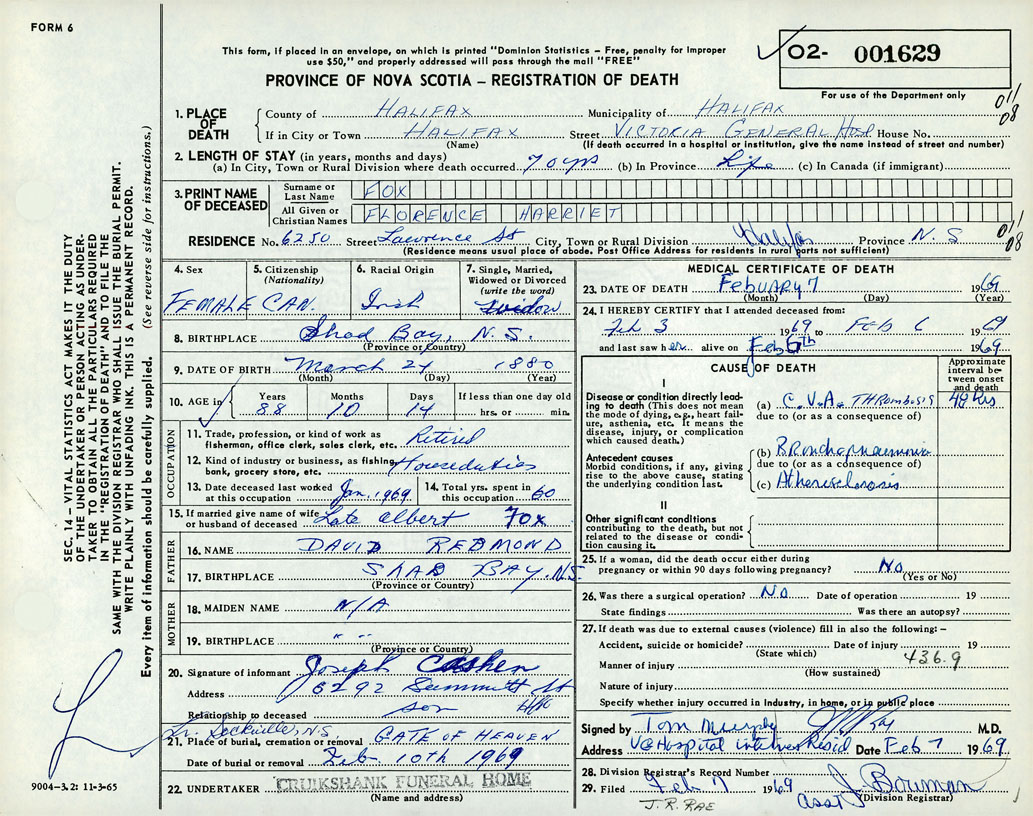 FORM 6
This form, if placed in an envelope, on which is printed "Dominion Statistics – Free, penalty for improper
use $50," and properly addressed will pass through the mail "FREE"
PROVINCE OF NOVA SCOTIA – REGISTRATION OF DEATH
O2- 001629
For use of the Department only
011
08
1. PLACE OF DEATH
County of HALIFAX Municipality of HALIFAX
If in City or Town HALIFAX Street VICTORIA GENERAL Hosp House No.
(Name) (If death occurred in a hospital or institution, give the name instead of street and number)
2. LENGTH OF STAY (in years, months and days)
(a) In City, Town or Rural Division where death occurred 70 yrs (b) In Province Life (c) In Canada (if immigrant)
3. PRINT NAME OF DECEASED
Surname or Last Name FOX
All Given or Christian Names FLORENCE HARRIET
RESIDENCE No. 6250 Street Lawrence St City, Town or Rural Division Halifax Province N.S
011
08
(Residence means usual place of abode. Post Office Address for residents in rural ports not sufficient)
4. Sex
FEMALE
5. Citizenship
(Nationality)
CAN.
6. Racial Origin
Irish
7. Single, Married,
Widowed or Divorced
(write the word)
Widow
8. BIRTHPLACE Shad Bay, N.S.
(Province or Country)
9. DATE OF BIRTH March 24 1880
(Month) (Day) (Year)
10. AGE in
Years 88 Months 10 Days 14 If less than one day old
hrs. or min.
OCCUPATION
11. Trade, profession, or kind of work as
fisherman, office clerk, sales clerk, etc. Retired
12. Kind of industry or business, as fishing,
bank, grocery store, etc. Houseduties
13. Date deceased last worked
at this occupation Jan, 1969
14. Total yrs. spent in
this occupation 60
15. If married give name of wife
or husband of deceased Late Albert Fox
FATHER
16. NAME DAVID REDMOND
17. BIRTHPLACE SHAD BAY, N.S.
(Province or Country)
MOTHER
18. MAIDEN NAME N/A
19. BIRTHPLACE " "
(Province or Country)
20. Signature of informant Joseph Cashen
Address 6292 Summitt St
Hfx
Relationship to deceased son
Lr. Sackville, N.S.
21. Place of burial, cremation or removal GATE OF HEAVEN
Date of burial or removal Feb. 10th 1969
22. UNDERTAKER CRUIKSHANK FUNERAL HOME
(Name and address)
MEDICAL CERTIFICATE OF DEATH
23. DATE OF DEATH FebUARY 7 1969
(Month) (Day) (Year)
24. I HEREBY CERTIFY that I attended deceased from:
Feb 3 1969 to Feb 6 1969
and last saw her alive on Feb 6th 1969
CAUSE OF DEATH
Approximate
interval be-
tween onset
and death
I
Disease or condition directly lead-
ing to death (This does not mean
the mode of dying, e.g., heart fail-
ure, asthenia, etc. It means the
disease, injury, or complication
which caused death.)
(a) C.V.A. THROMBOSIS 48 hrs
due to (or as a consequence of)
(b) Bronchopneumonia
due to (or as a consequence of)
Antecedent causes
Morbid conditions, if any, giving
rise to the above cause, stating
the underlying condition last.
(c) Atherosclerosis
II
Other significant conditions
contributing to the death, but not
related to the disease or condi-
tion causing it.
25. If a woman, did the death occur either during
pregnancy or within 90 days following pregnancy? No
(Yes or No)
26. Was there a surgical operation? No Date of operation 19
State findings Was there an autopsy?
27. If death was due to external causes (violence) fill in also the following:–
Accident, suicide or homicide? Date of injury 19
(State which) 436.9
Manner of injury
(How sustained)
Nature of injury
Specify whether injury occurred in industry, in home, or in public place
Signed by Tom Murphy M.D.
Address VG Hospital Date Feb 7 1969
28. Division Registrar's Record Number
29. Filed Feb 7 1969 J. Bowman
Asst (Division Registrar)
J. R. RAE
SEC. 14 – VITAL STATISTICS ACT MAKES IT THE DUTY
OF THE UNDERTAKER OR PERSON ACTING AS UNDER-
TAKER TO OBTAIN ALL THE PARTICULARS REQUIRED
IN THE "REGISTRATION OF DEATH" AND TO FILE THE
SAME WITH THE DIVISION REGISTRAR WHO SHALL ISSUE THE BURIAL PERMIT.
WRITE PLAINLY WITH UNFADING INK. THIS IS A PERMANENT RECORD.
Every item of information should be carefully supplied. (See reverse side for instructions.)
9004-3.2: 11-3-65